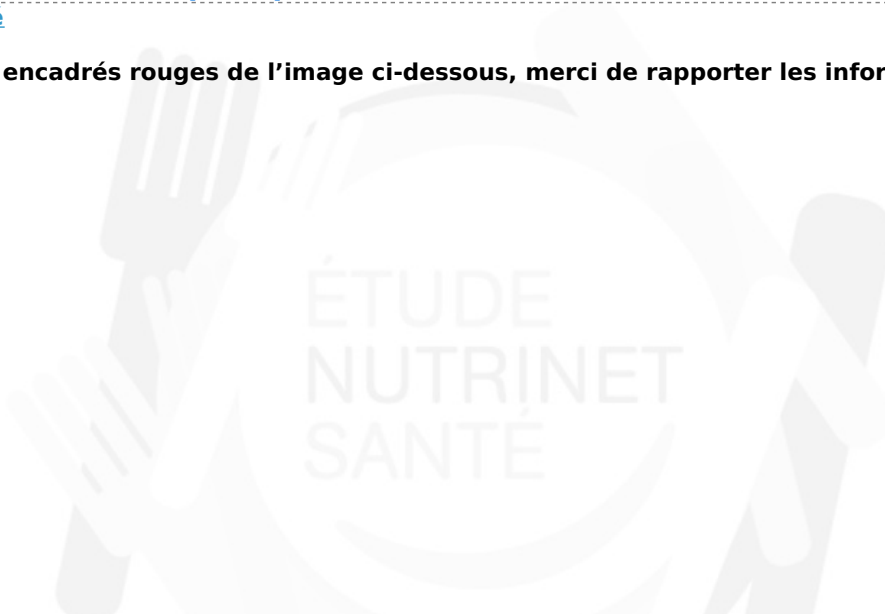 é
encadrés rouges de l’image ci-dessous, merci de rapporter les infor
ÉTUDE
NUTRINET
SANTÉ